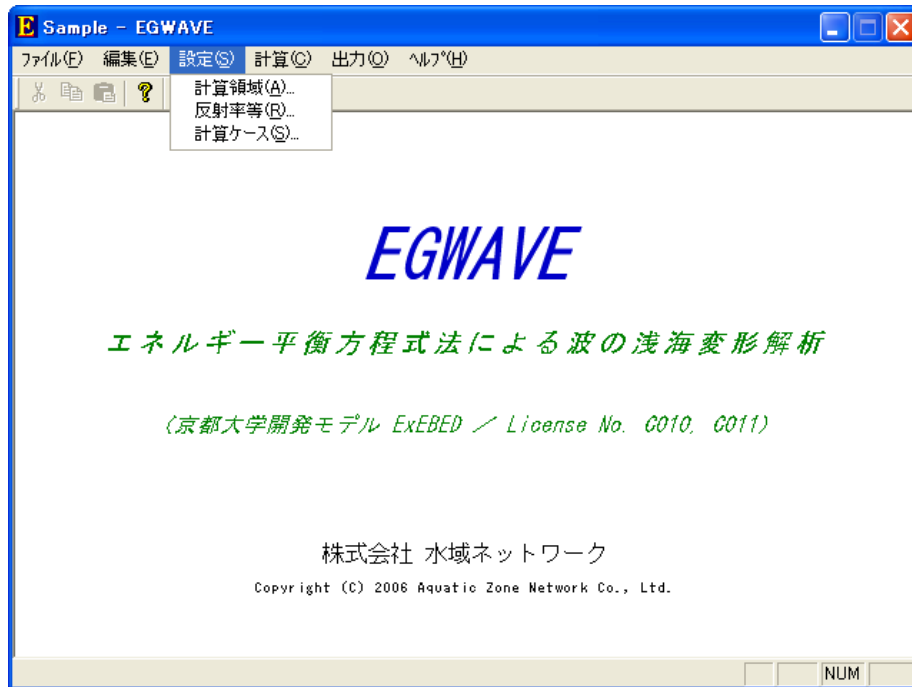 Sample - EGWAVE
ファイル(F) 編集(E) 設定(S) 計算(C) 出力(O) ヘルプ(H)
計算領域(A)...
反射率等(R)...
計算ケース(S)...
EGWAVE
エネルギー平衡方程式法による波の浅海変形解析
(京都大学開発モデル ExEBED / License No. C010, C011)
株式会社 水域ネットワーク
Copyright (C) 2006 Aquatic Zone Network Co., Ltd.
NUM